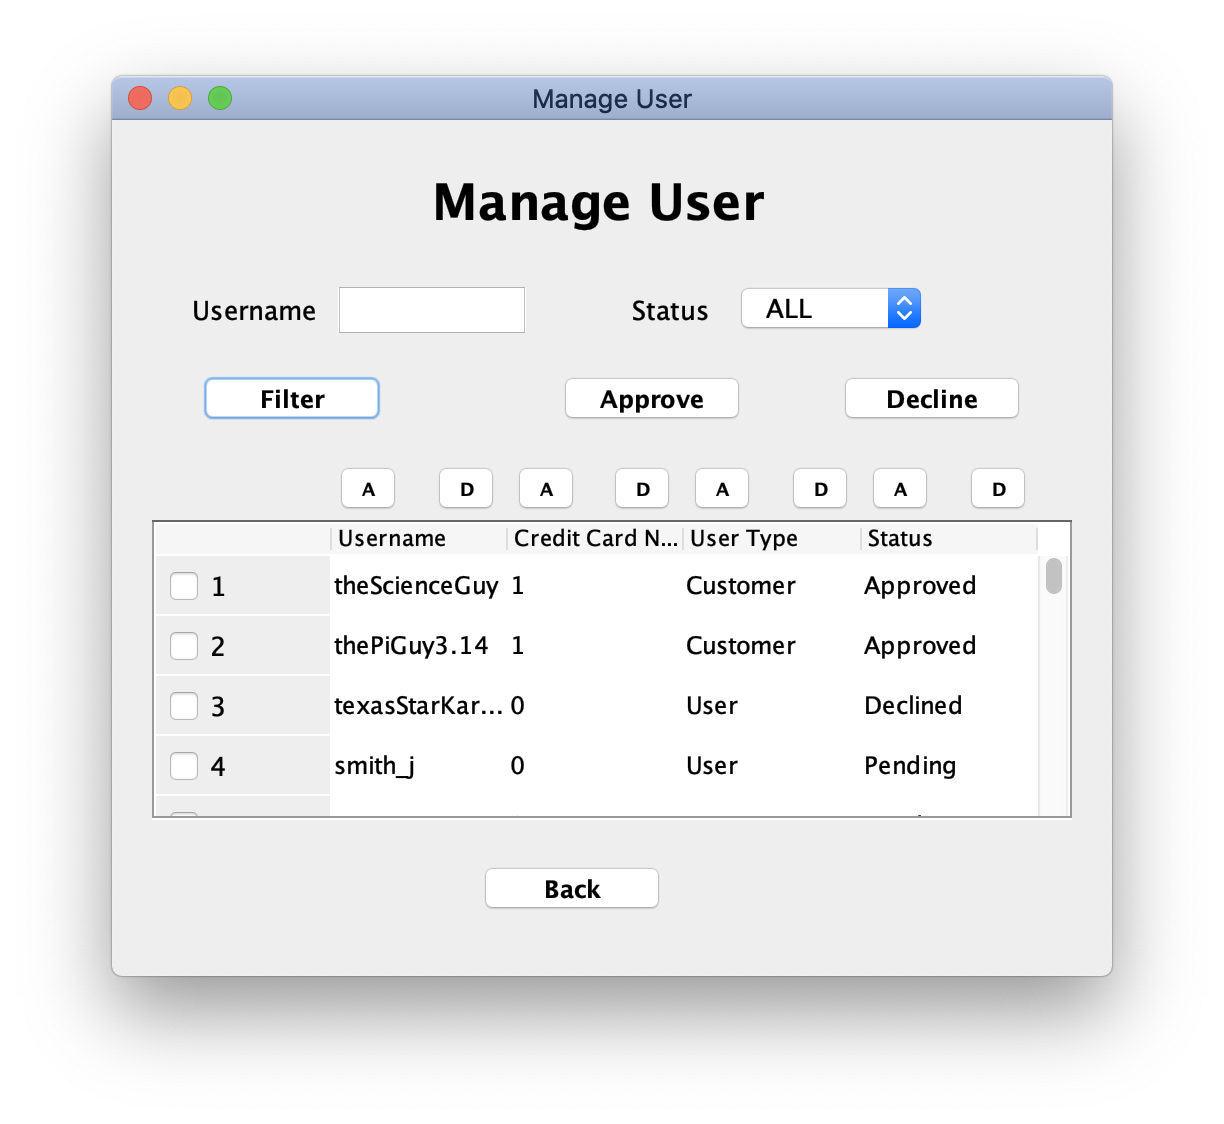 Manage User
Manage User
Username Status ALL
Filter Approve Decline
A D A D A D A D
Username Credit Card N... User Type Status
1 theScienceGuy 1 Customer Approved
2 thePiGuy3.14 1 Customer Approved
3 texasStarKar... 0 User Declined
4 smith_j 0 User Pending
Back